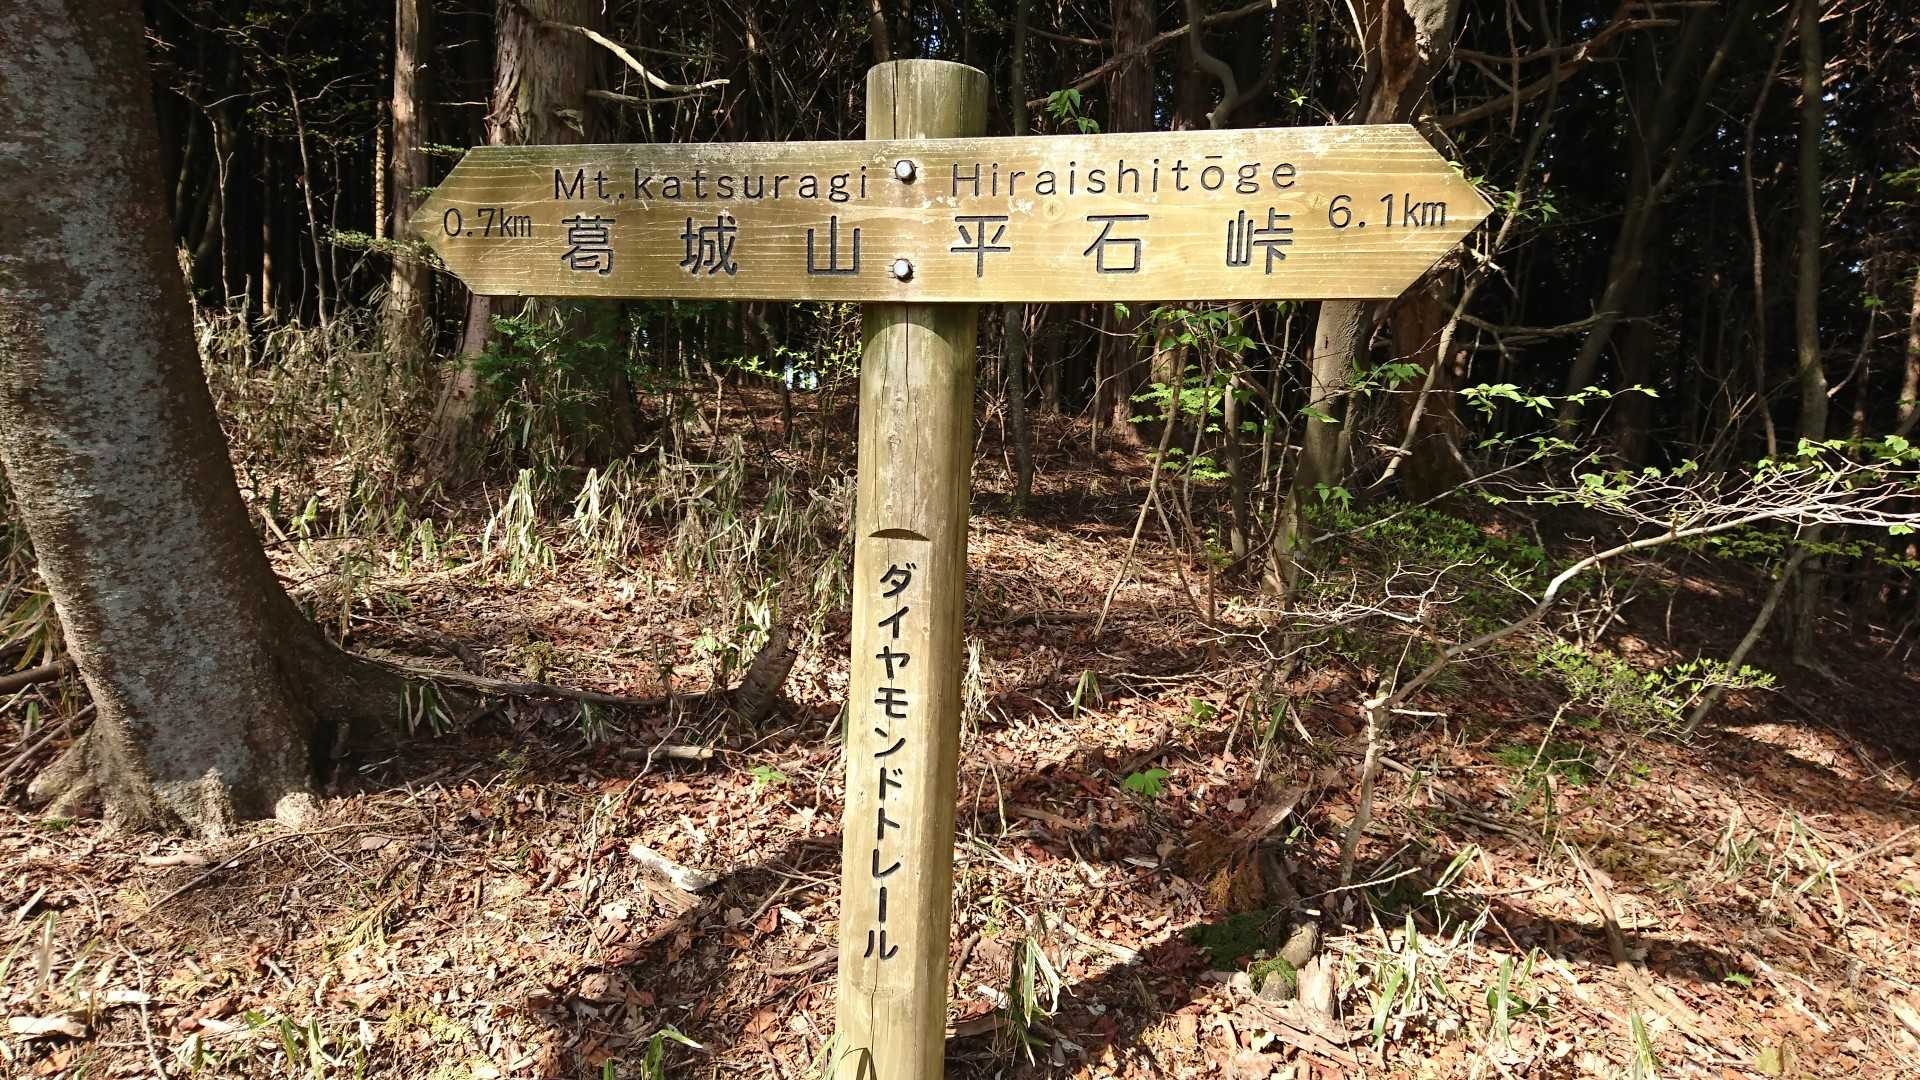 Mt.katsuragi
0.7km
葛城山
Hiraishitōge
6.1km
平石峠
ダイヤモンドトレール